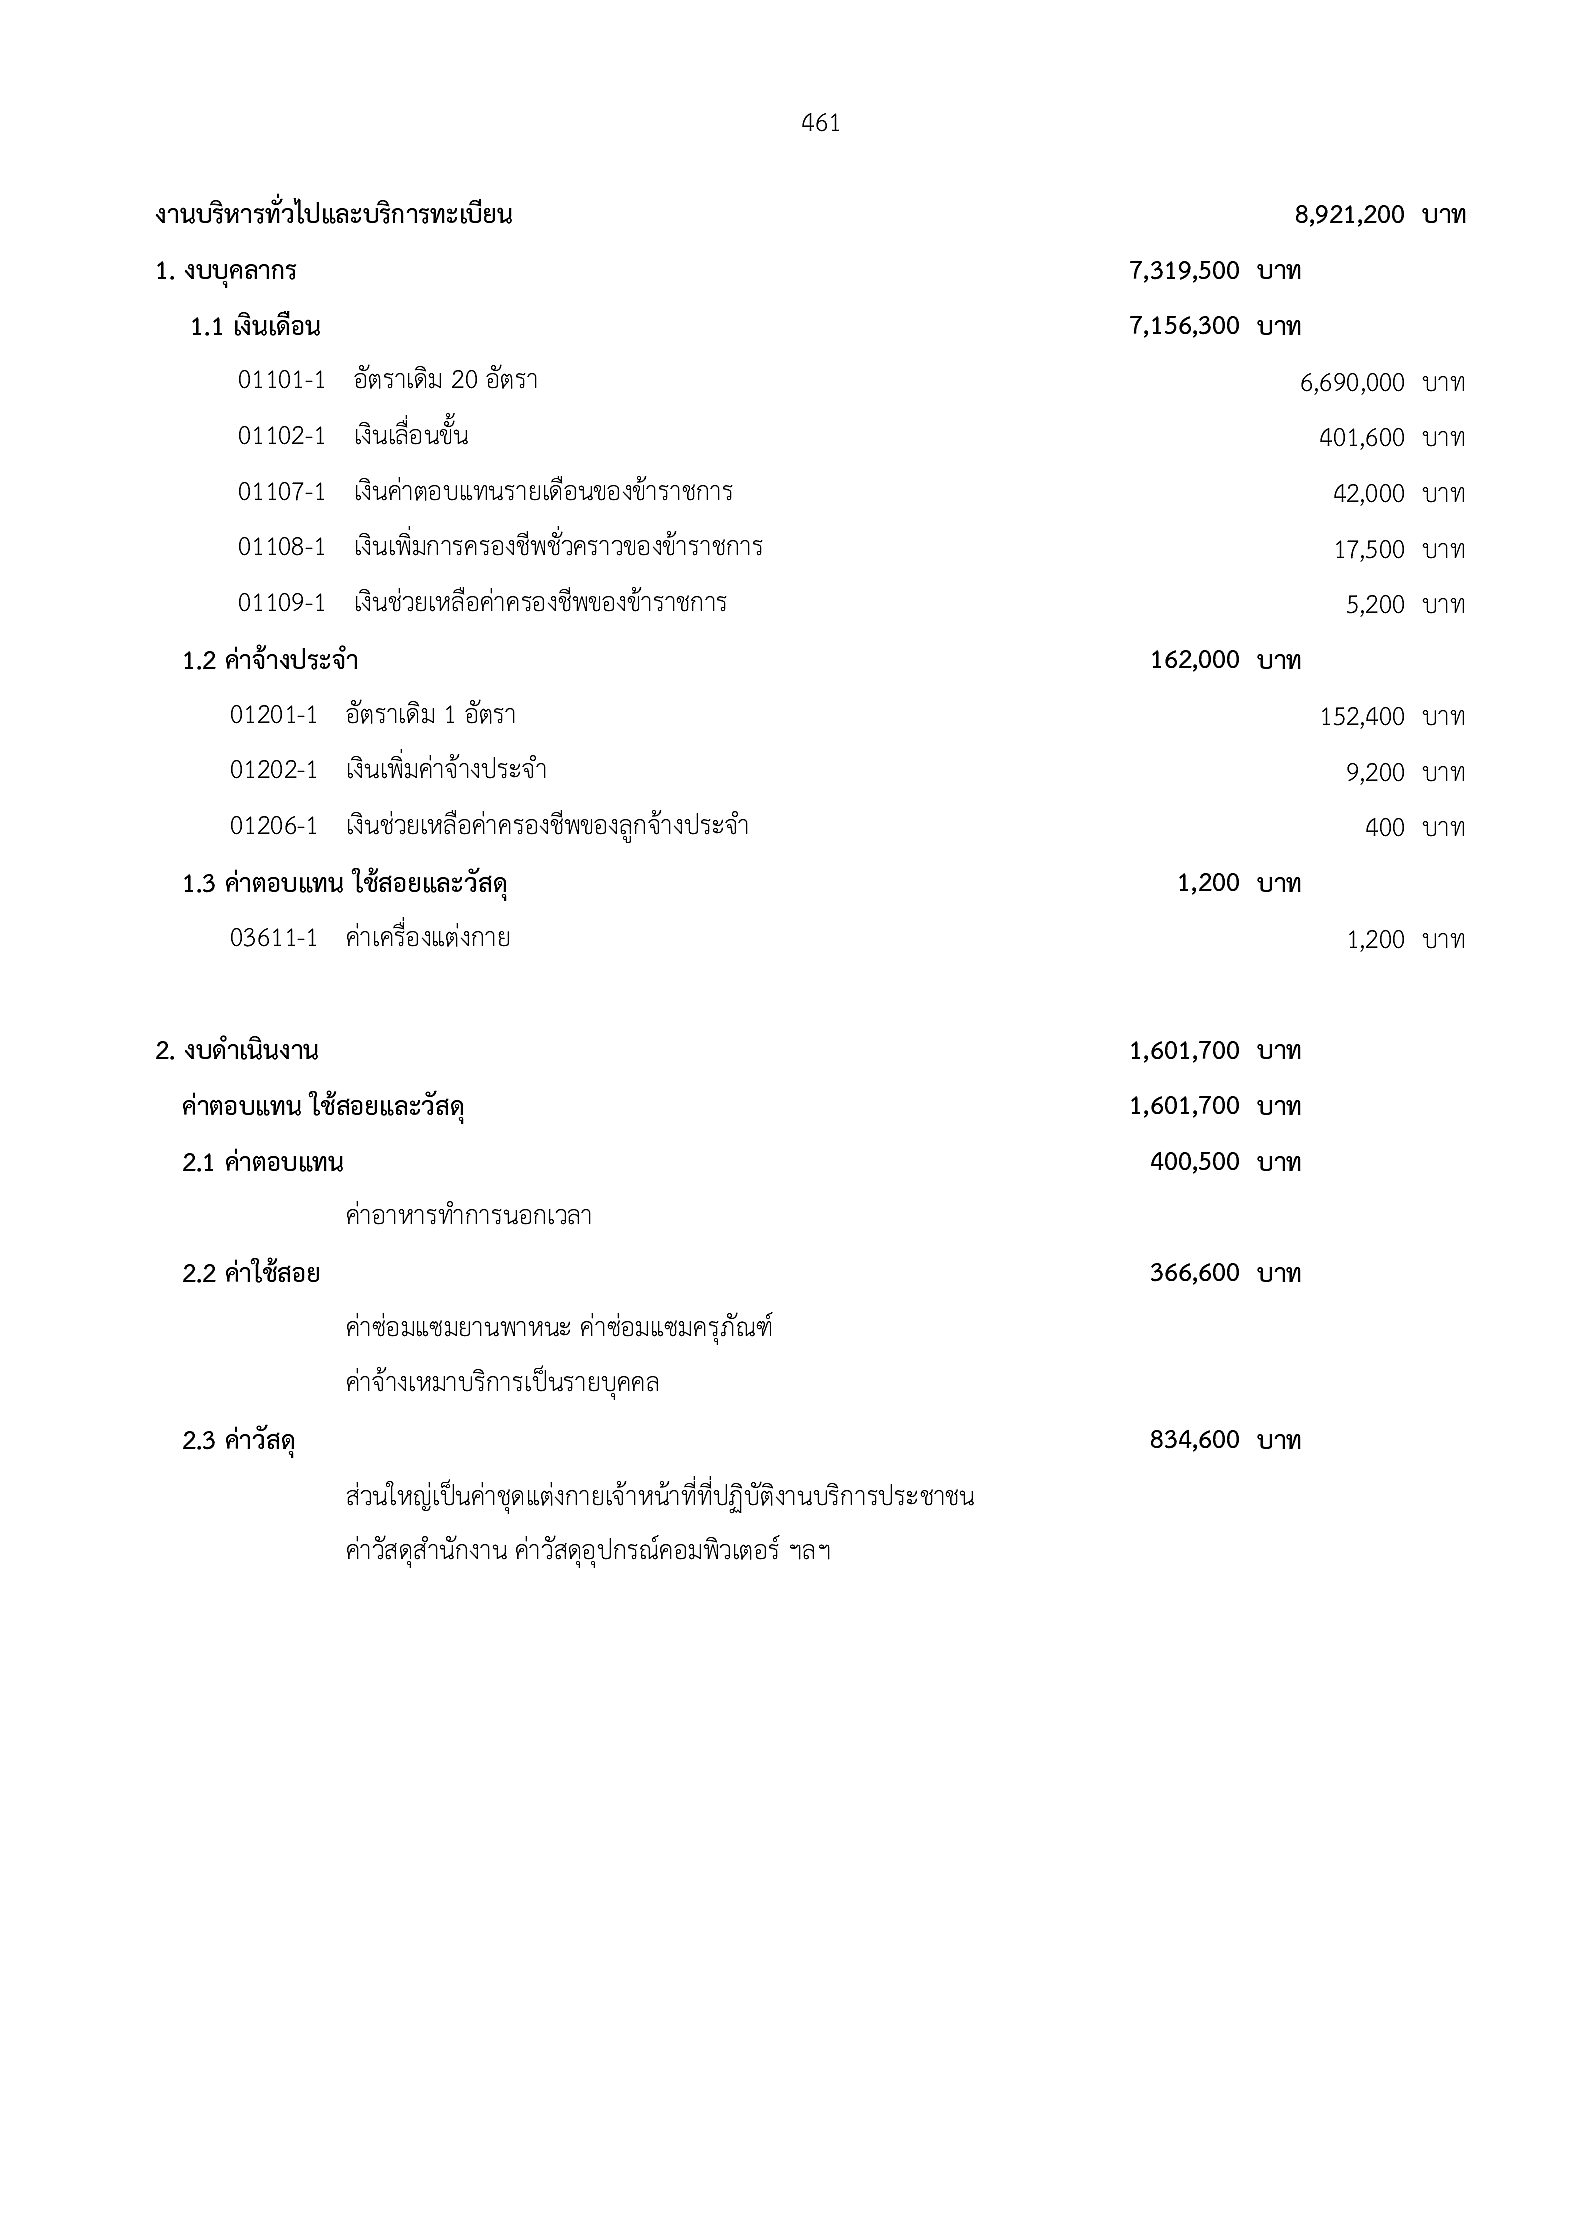 461
งานบริหารทั่วไปและบริการทะเบียน 8,921,200 บาท
1. งบบุคลากร 7,319,500 บาท
1.1 เงินเดือน 7,156,300 บาท
01101-1 อัตราเดิม 20 อัตรา 6,690,000 บาท
01102-1 เงินเลื่อนขั้น 401,600 บาท
01107-1 เงินค่าตอบแทนรายเดือนของข้าราชการ 42,000 บาท
01108-1 เงินเพิ่มการครองชีพชั่วคราวของข้าราชการ 17,500 บาท
01109-1 เงินช่วยเหลือค่าครองชีพของข้าราชการ 5,200 บาท
1.2 ค่าจ้างประจำ 162,000 บาท
01201-1 อัตราเดิม 1 อัตรา 152,400 บาท
01202-1 เงินเพิ่มค่าจ้างประจำ 9,200 บาท
01206-1 เงินช่วยเหลือค่าครองชีพของลูกจ้างประจำ 400 บาท
1.3 ค่าตอบแทน ใช้สอยและวัสดุ 1,200 บาท
03611-1 ค่าเครื่องแต่งกาย 1,200 บาท
2. งบดำเนินงาน 1,601,700 บาท
ค่าตอบแทน ใช้สอยและวัสดุ 1,601,700 บาท
2.1 ค่าตอบแทน 400,500 บาท
ค่าอาหารทำการนอกเวลา
2.2 ค่าใช้สอย 366,600 บาท
ค่าซ่อมแซมยานพาหนะ ค่าซ่อมแซมครุภัณฑ์
ค่าจ้างเหมาบริการเป็นรายบุคคล
2.3 ค่าวัสดุ 834,600 บาท
ส่วนใหญ่เป็นค่าชุดแต่งกายเจ้าหน้าที่ที่ปฏิบัติงานบริการประชาชน
ค่าวัสดุสำนักงาน ค่าวัสดุอุปกรณ์คอมพิวเตอร์ ฯลฯ